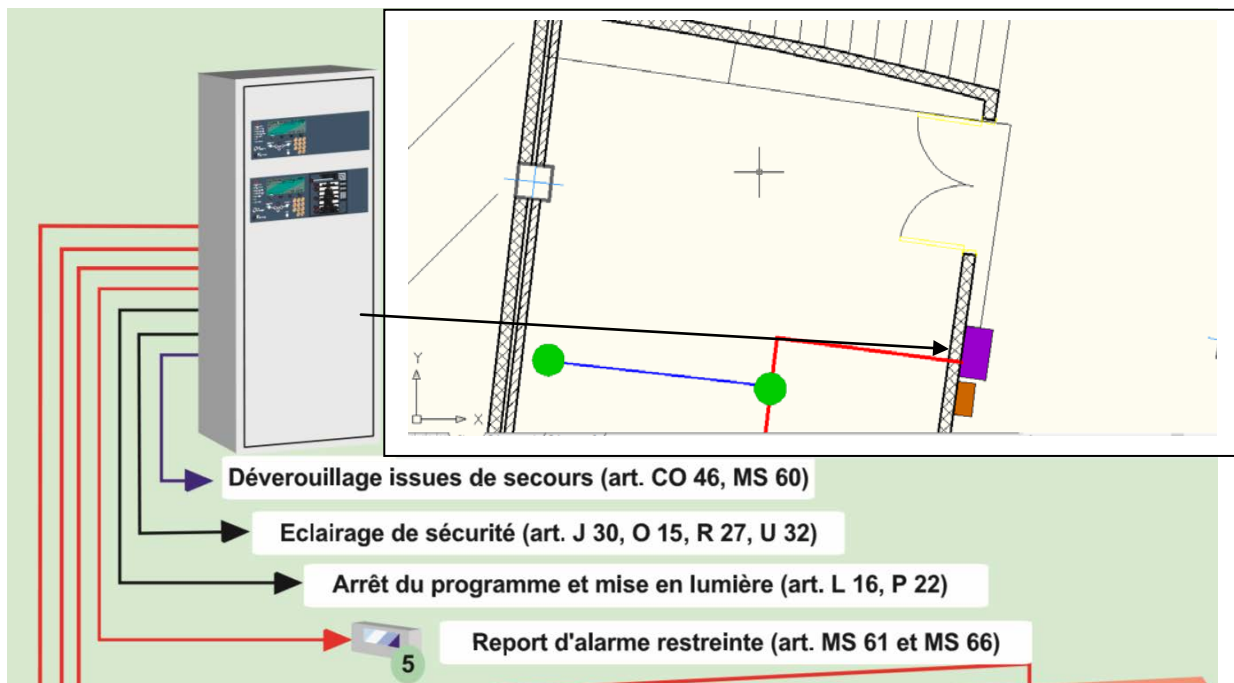 Y
X
Déverouillage issues de secours (art. CO 46, MS 60)
Eclairage de sécurité (art. J 30, O 15, R 27, U 32)
Arrêt du programme et mise en lumière (art. L 16, P 22)
Report d'alarme restreinte (art. MS 61 et MS 66)
5